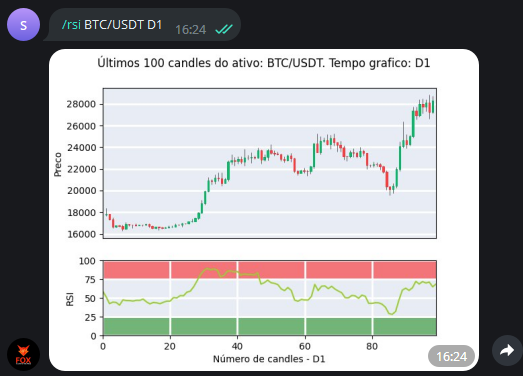 S
/rsi BTC/USDT D1 16:24
Últimos 100 candles do ativo: BTC/USDT. Tempo grafico: D1
28000
26000
24000
22000
20000
18000
16000
Preco
100
75
50
25
0
RSI
0 20 40 60 80
Número de candles - D1
16:24
FOX